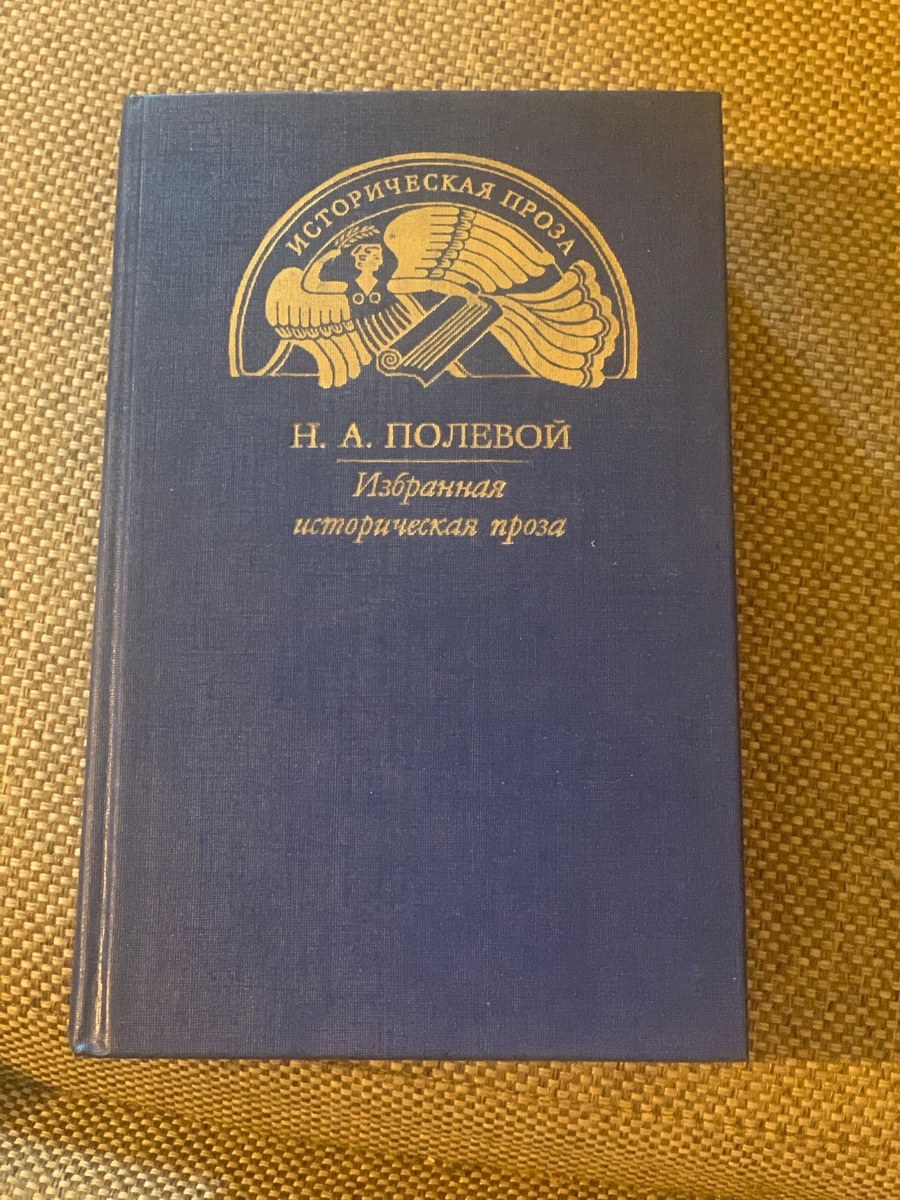 ИСТОРИЧЕСКАЯ ПРОЗА
Н. А. ПОЛЕВОЙ
Избранная
историческая проза